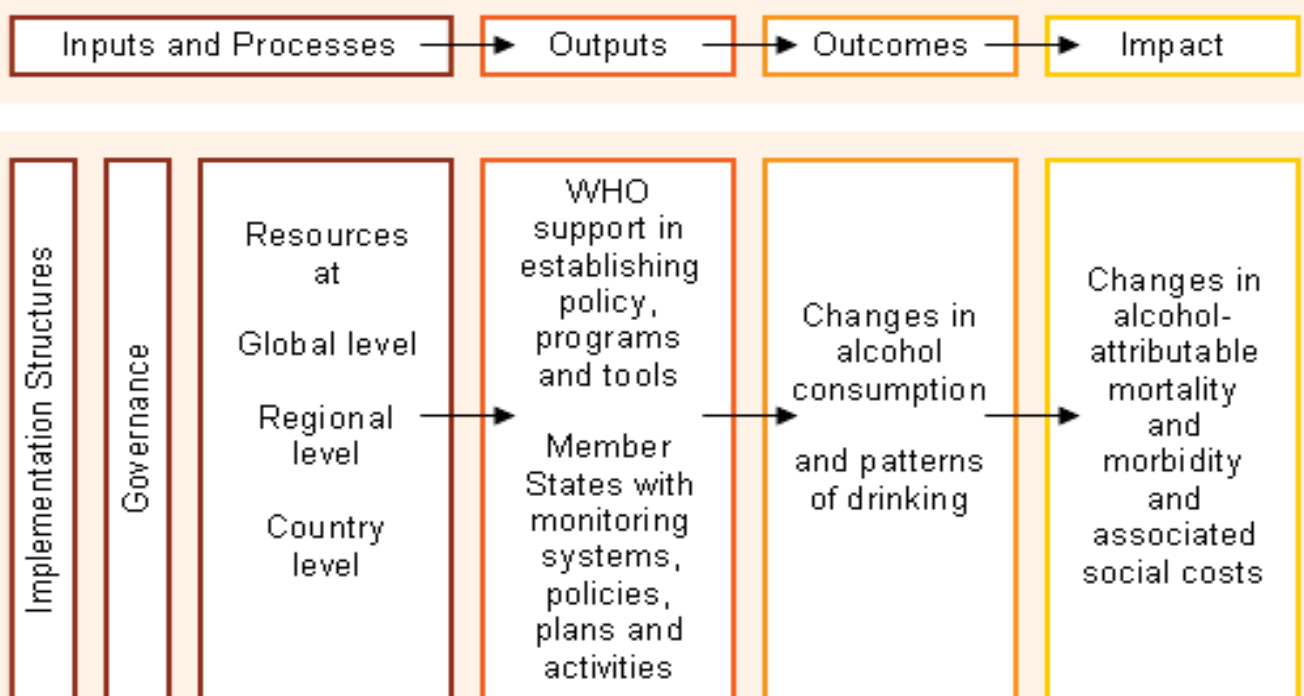 Inputs and Processes
Outputs
Outcomes
Impact
Implementation Structures
Governance
Resources
at
Global level
Regional
level
Country
level
WHO
support in
establishing
policy,
programs
and tools
Member
States with
monitoring
systems,
policies,
plans and
activities
Changes in
alcohol
consumption
and patterns
of drinking
Changes in
alcohol-
attributable
mortality
and
morbidity
and
associated
social costs